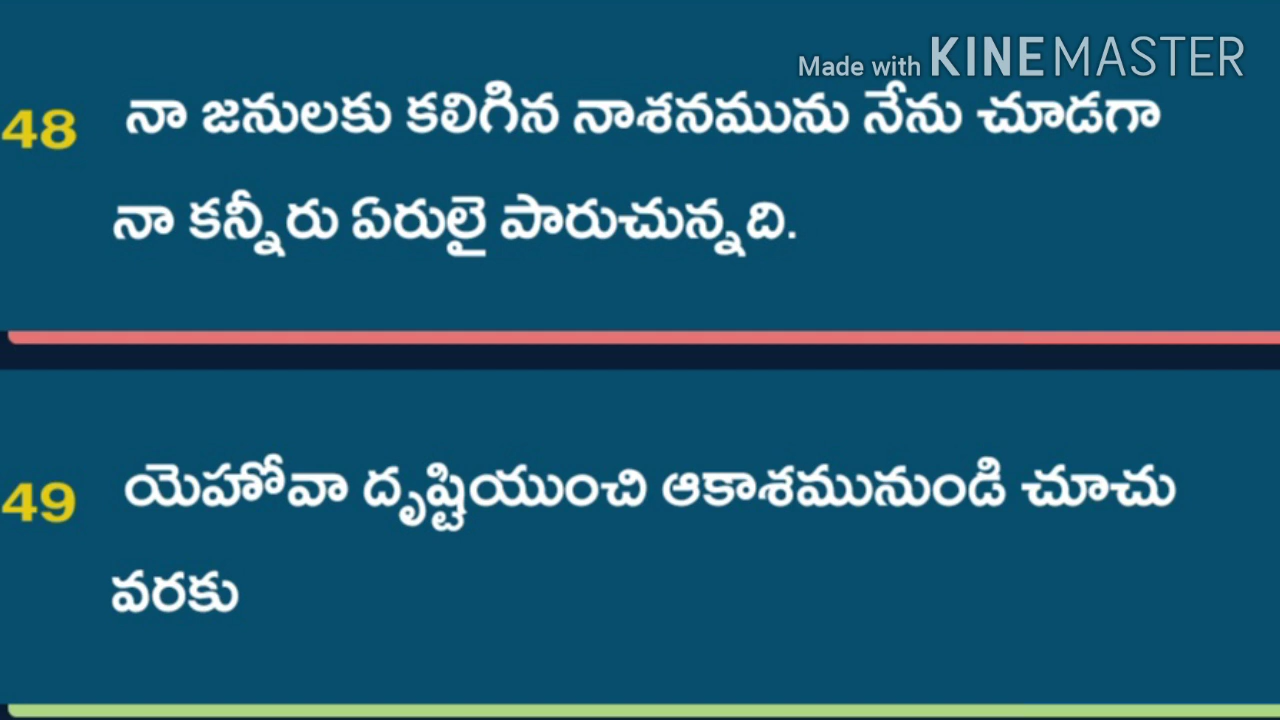 Made with KINEMASTER
48 నా జనులకు కలిగిన నాశనమును నేను చూడగా
నా కన్నీరు ఏరులై పారుచున్నది.
49 యెహోవా దృష్టియుంచి ఆకాశమునుండి చూచు
వరకు